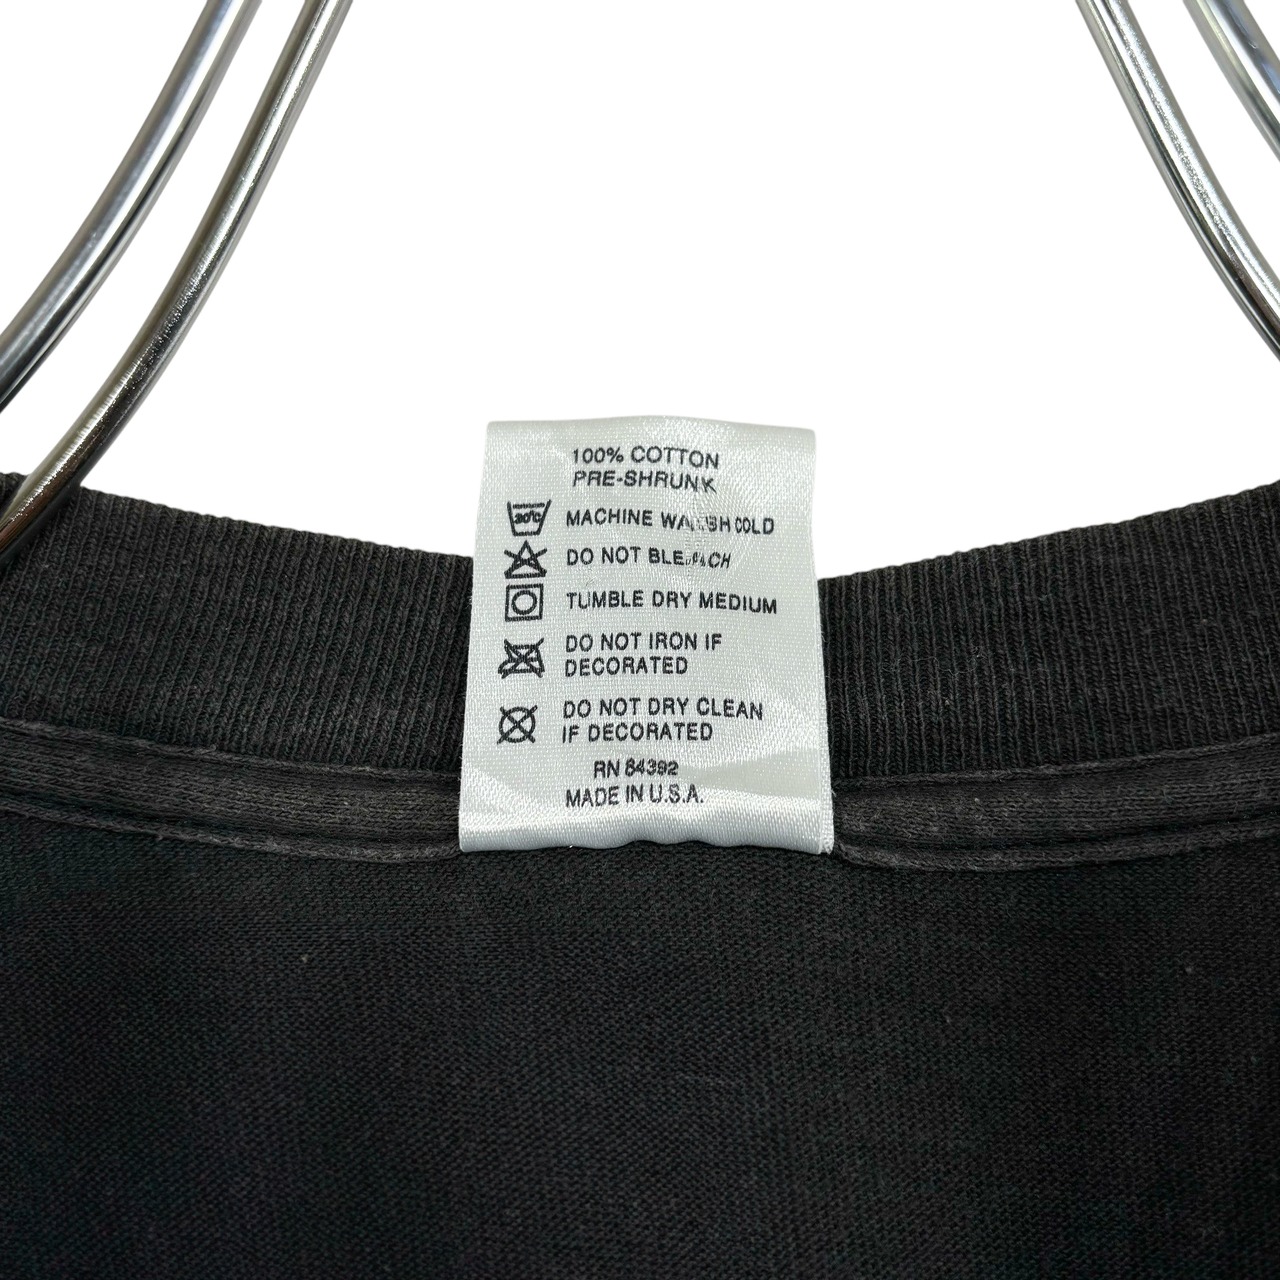 100% COTTON
PRE-SHRUNK
30°C MACHINE WASH COLD
DO NOT BLEACH
TUMBLE DRY MEDIUM
DO NOT IRON IF
DECORATED
DO NOT DRY CLEAN
IF DECORATED
RN 84392
MADE IN U.S.A.